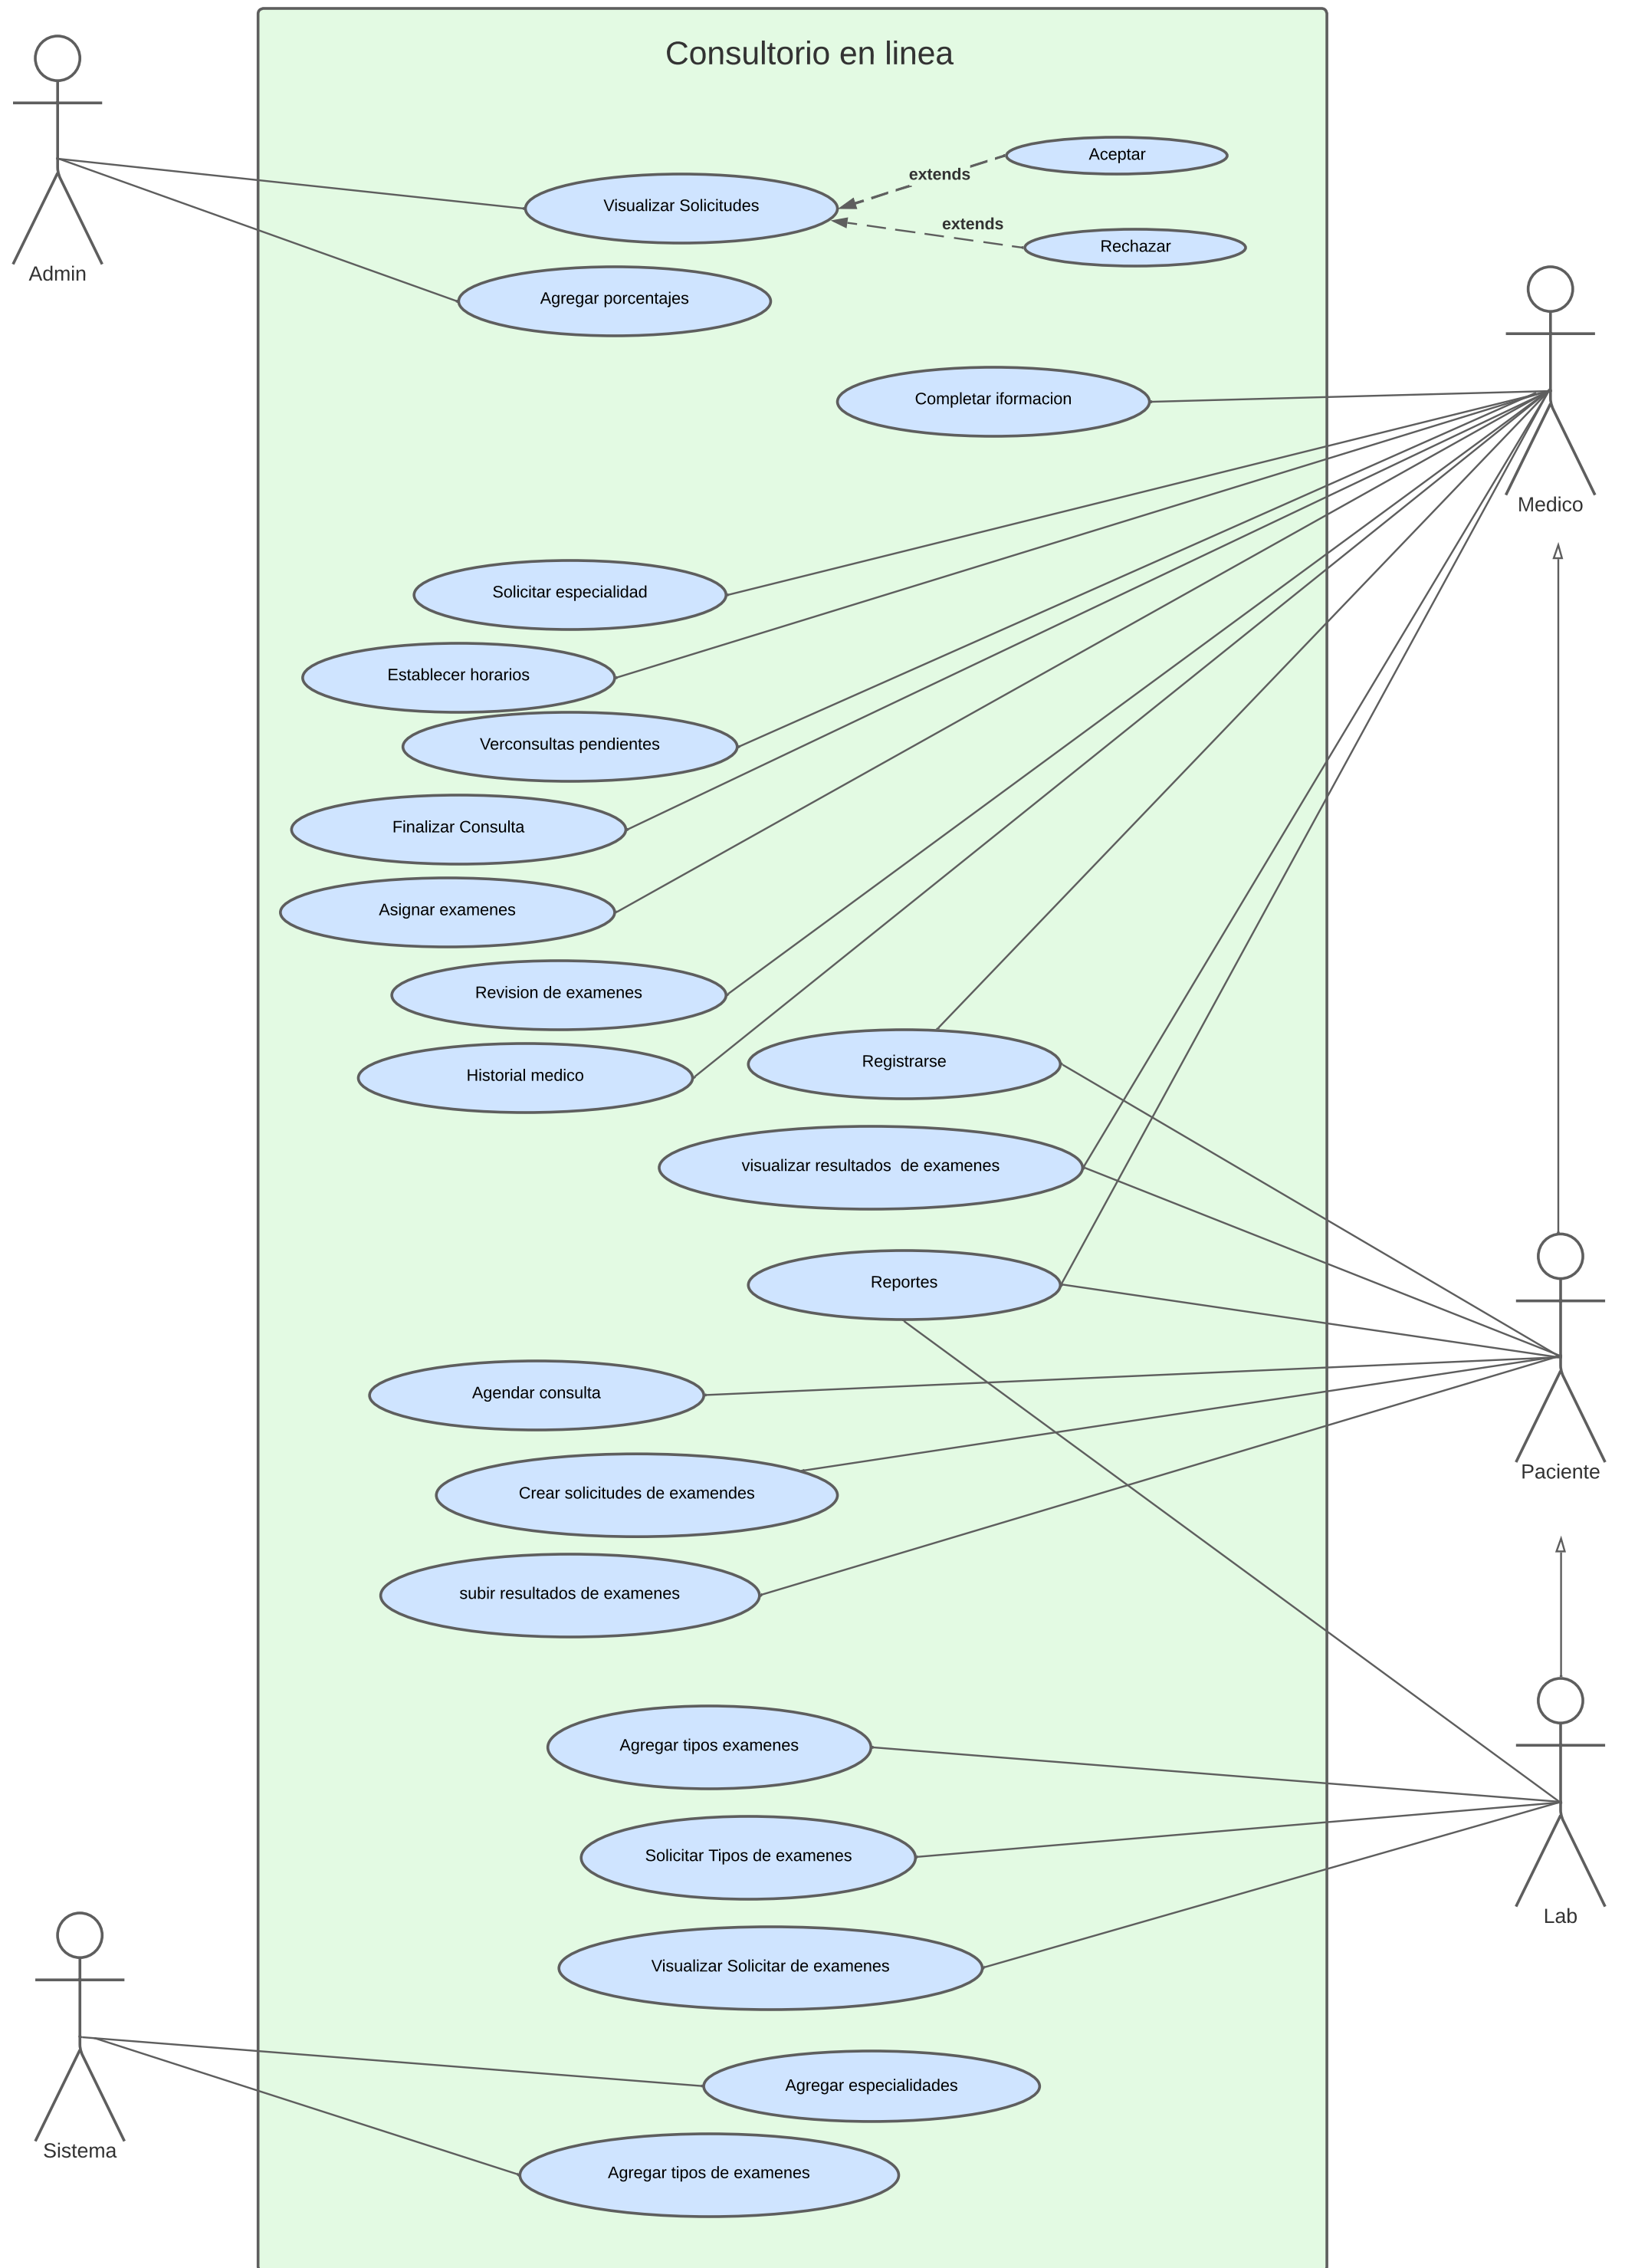 Consultorio en linea
Admin
Aceptar
extends
Visualizar Solicitudes
extends
Rechazar
Agregar porcentajes
Completar iformacion
Medico
Solicitar especialidad
Establecer horarios
Verconsultas pendientes
Finalizar Consulta
Asignar examenes
Revision de examenes
Registrarse
Historial medico
visualizar resultados  de examenes
Reportes
Agendar consulta
Paciente
Crear solicitudes de examendes
subir resultados de examenes
Agregar tipos examenes
Solicitar Tipos de examenes
Lab
Visualizar Solicitar de examenes
Agregar especialidades
Sistema
Agregar tipos de examenes